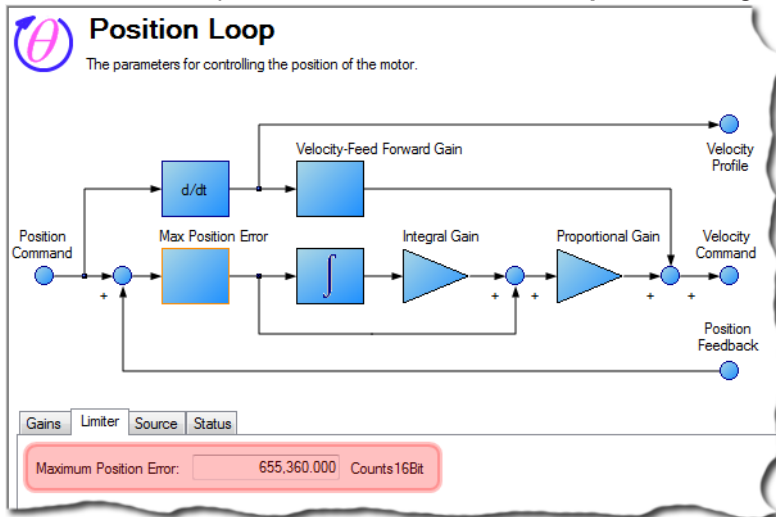 θ
Position Loop
The parameters for controlling the position of the motor.
Velocity
Profile
Velocity-Feed Forward Gain
d/dt
Position
Command
Max Position Error
Integral Gain
Proportional Gain
Velocity
Command
∫
+
+ +
+ +
Position
Feedback
Gains Limiter Source Status
Maximum Position Error: 655,360.000 Counts16Bit